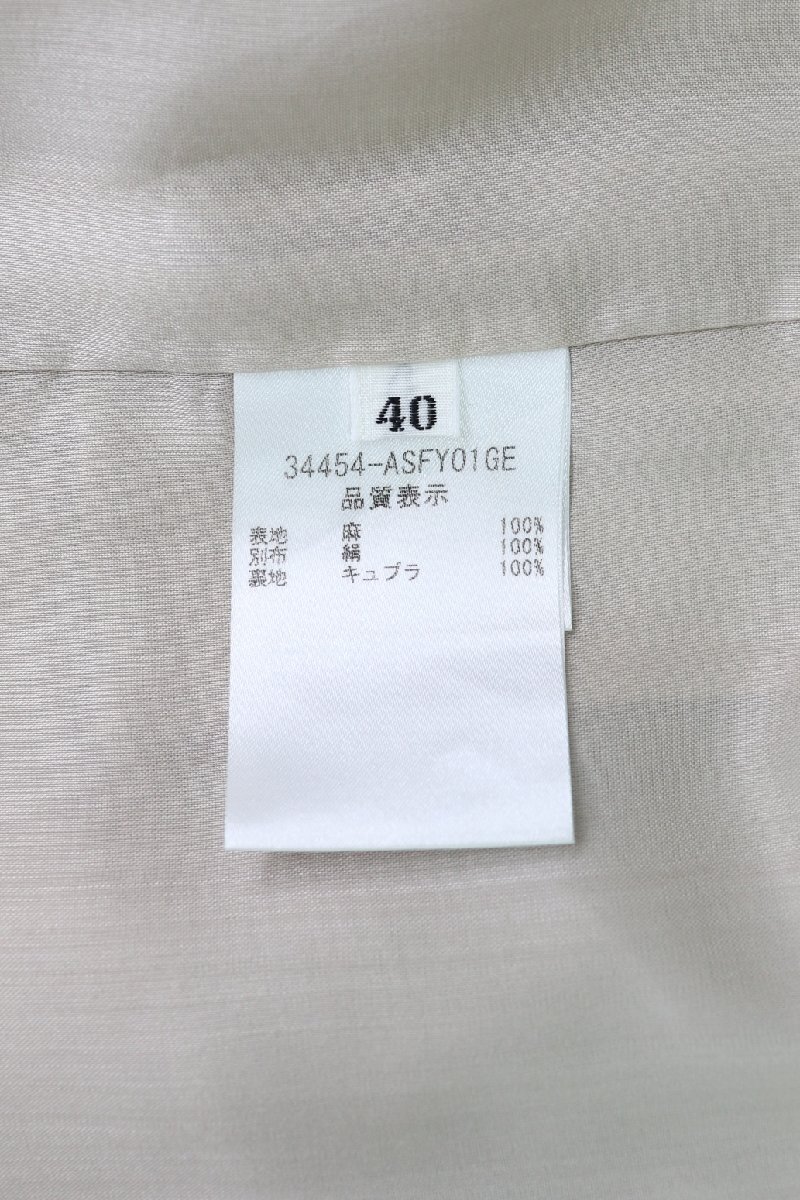 40
34454-ASFY01GE
品質表示
表地 麻 100%
別布 絹 100%
裏地 キュプラ 100%